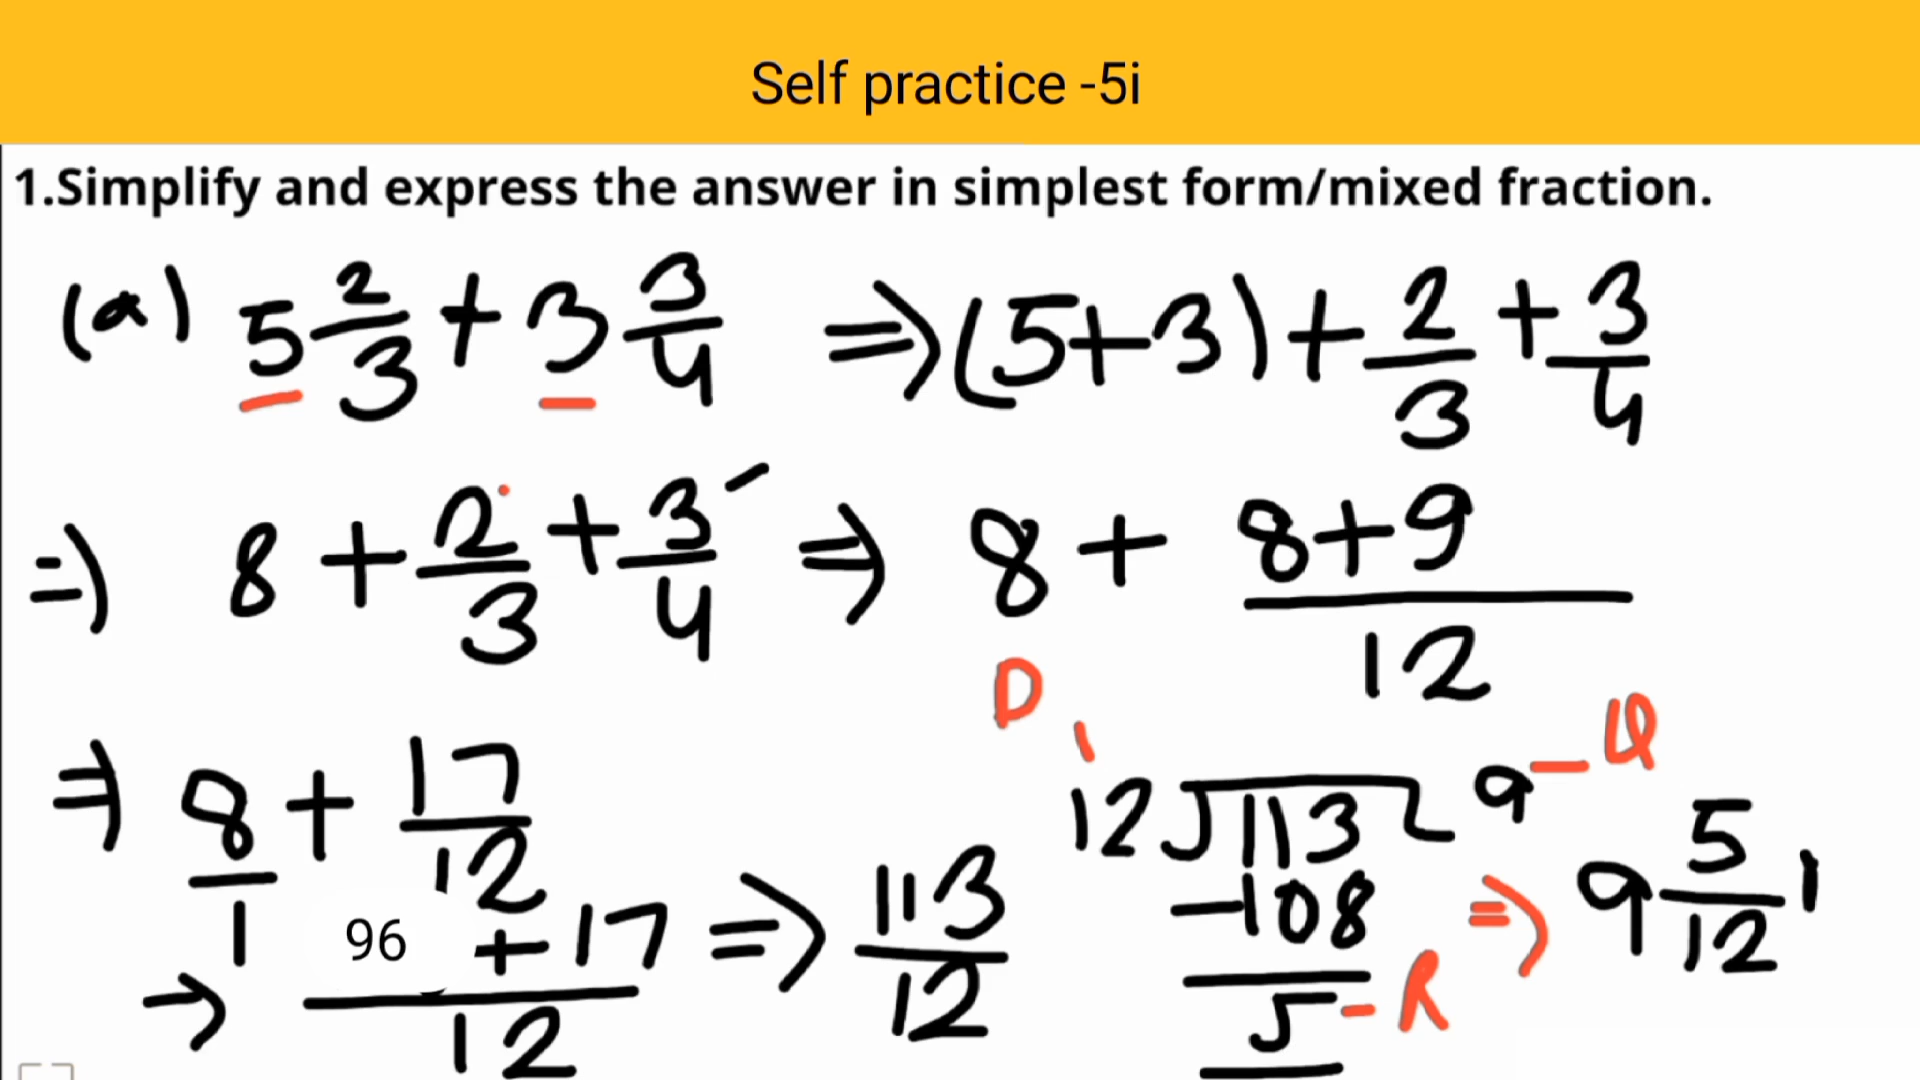 Self practice -5i
1.Simplify and express the answer in simplest form/mixed fraction.
(a) 5 2/3 + 3 3/4 ⇒ (5+3) + 2/3 + 3/4
⇒ 8 + 2/3 + 3/4 ⇒ 8 + 8+9/12
⇒ 8/1 + 17/12
→ 96 + 17/12 ⇒ 113/12
D
12 113 9 – Q
-108
5 – R
⇒ 9 5/12